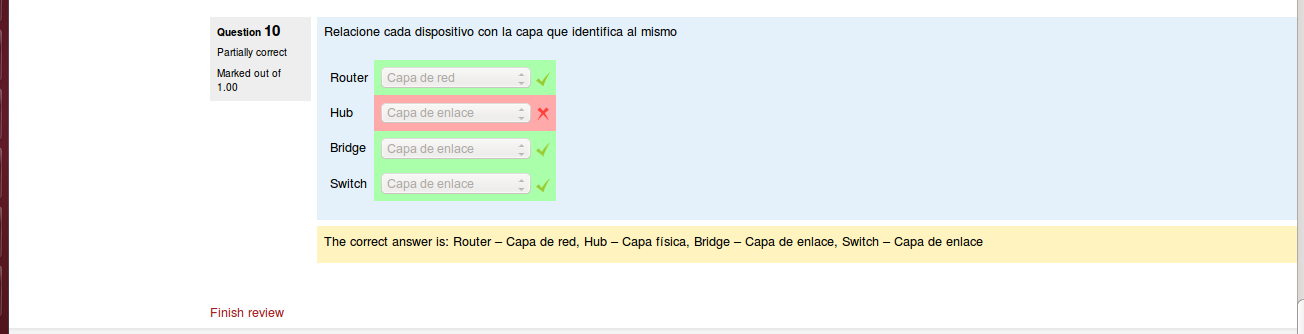 Question 10
Partially correct
Marked out of
1.00
Relacione cada dispositivo con la capa que identifica al mismo
Router Capa de red
Hub Capa de enlace
Bridge Capa de enlace
Switch Capa de enlace
The correct answer is: Router – Capa de red, Hub – Capa física, Bridge – Capa de enlace, Switch – Capa de enlace
Finish review